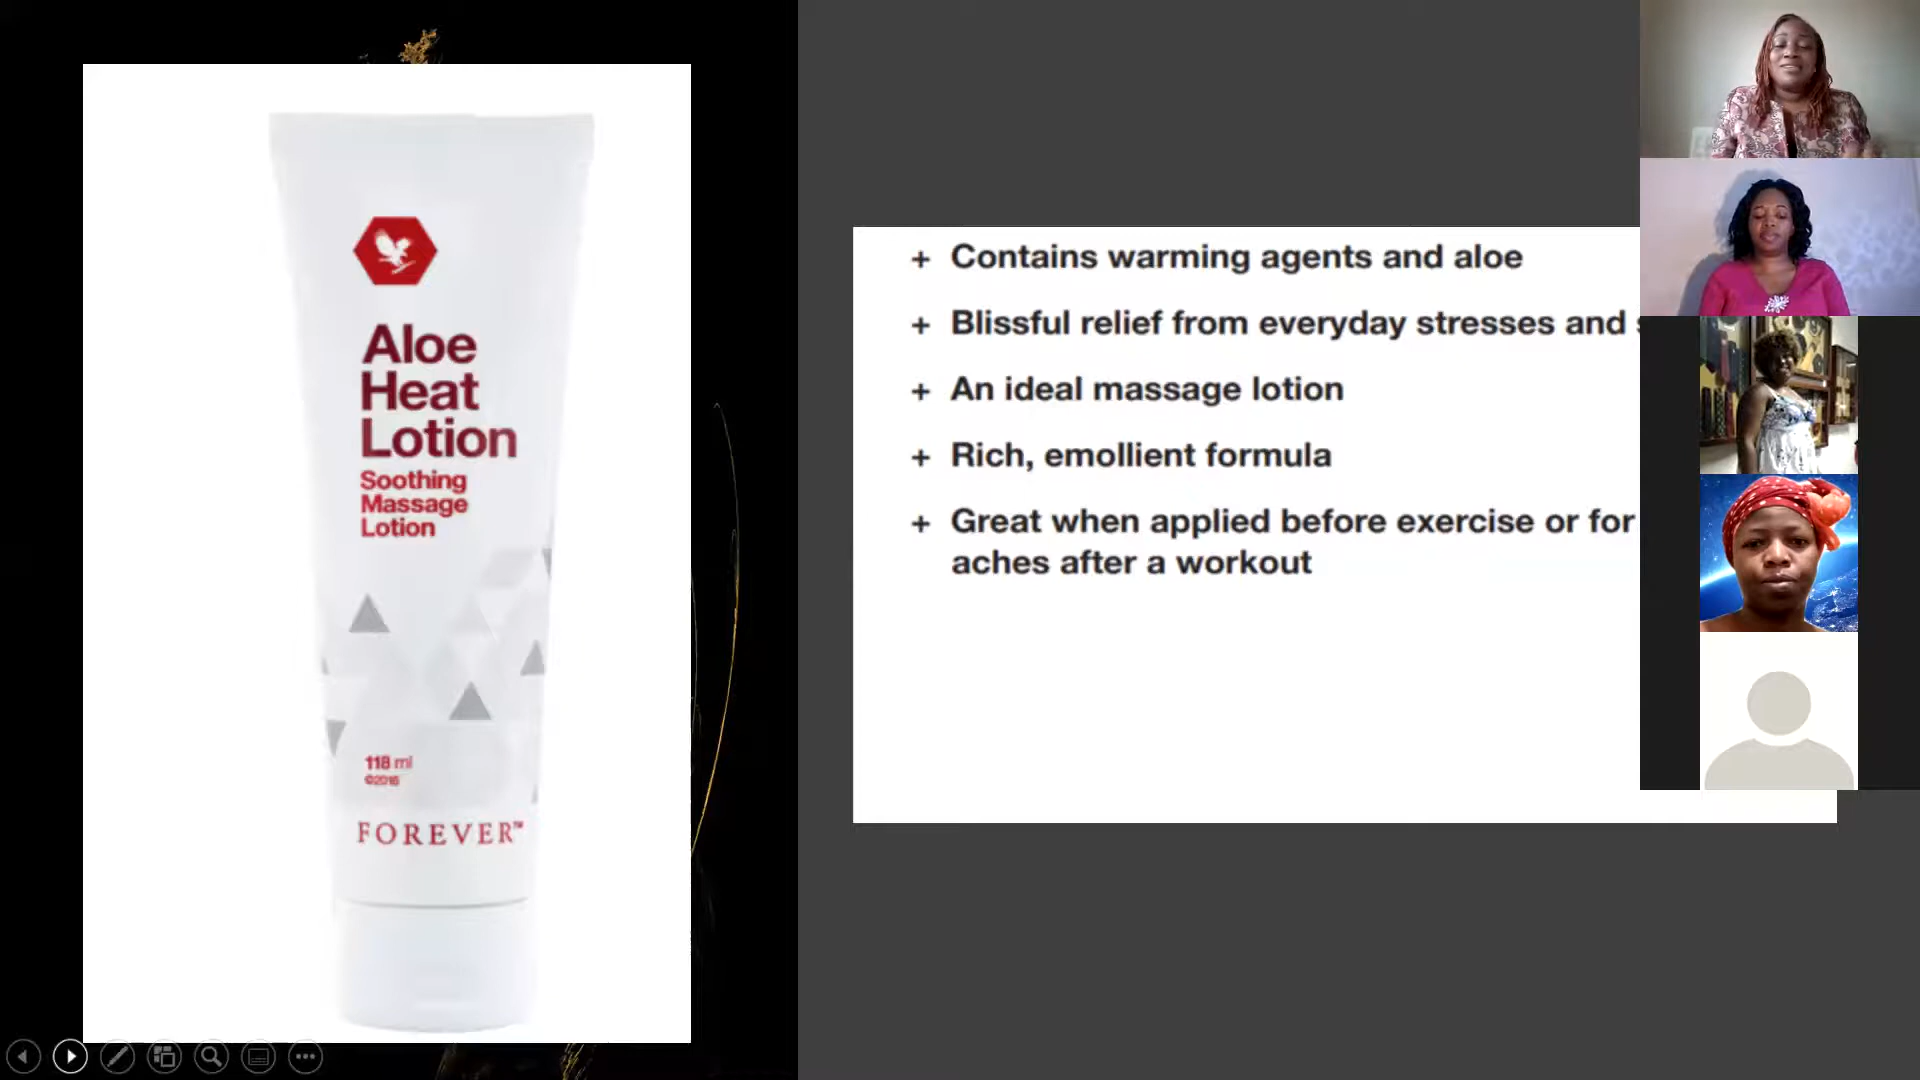 Aloe
Heat
Lotion
Soothing
Massage
Lotion
118 ml
©2016
FOREVER™
+ Contains warming agents and aloe
+ Blissful relief from everyday stresses and
+ An ideal massage lotion
+ Rich, emollient formula
+ Great when applied before exercise or for
aches after a workout